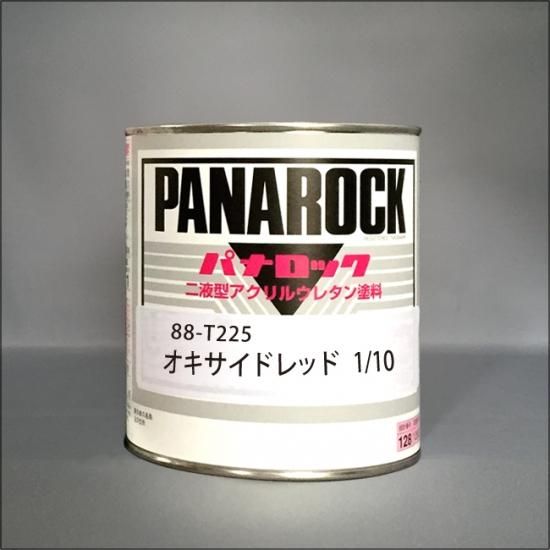 PANAROCK
パナロック
二液型アクリルウレタン塗料
88-T225
オキサイドレッド 1/10
128